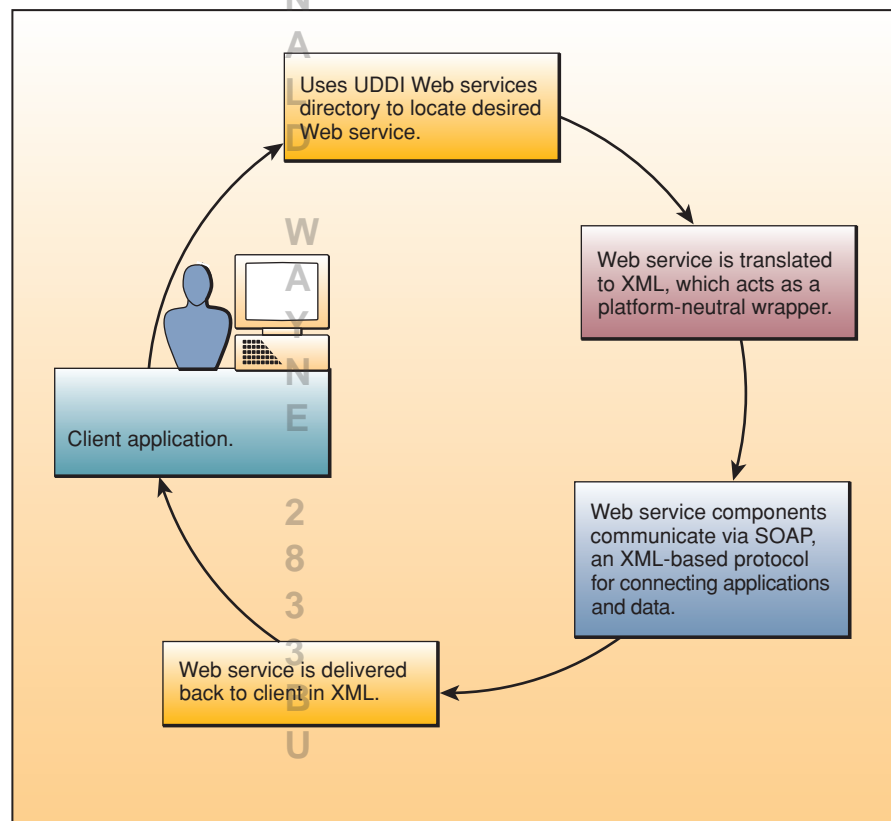 Uses UDDI Web services
directory to locate desired
Web service.
Web service is translated
to XML, which acts as a
platform-neutral wrapper.
Client application.
Web service components
communicate via SOAP,
an XML-based protocol
for connecting applications
and data.
Web service is delivered
back to client in XML.
N
A
L
D
W
A
Y
N
E
2
8
3
3
B
U